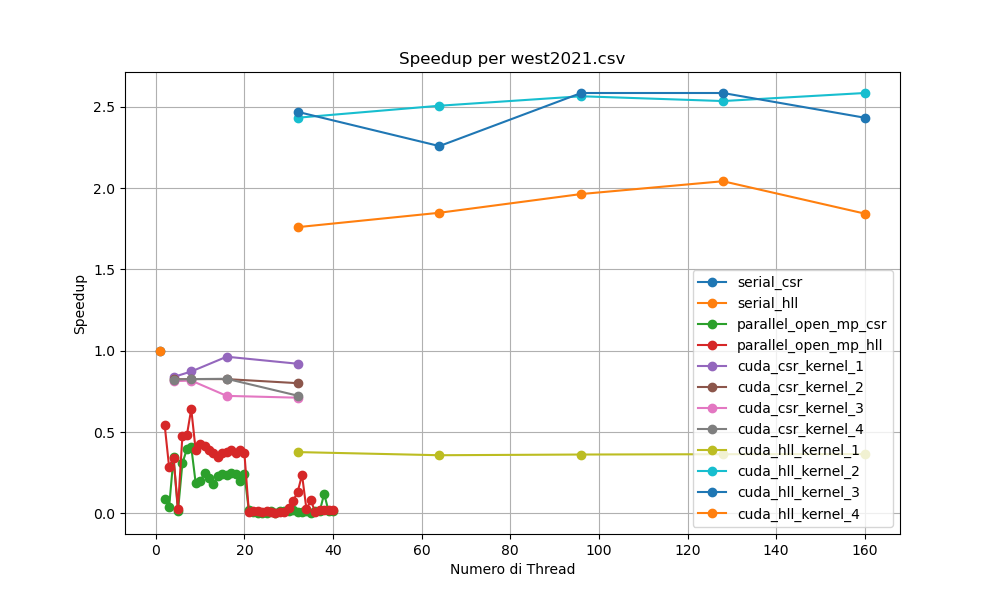 Speedup per west2021.csv
Speedup
2.5
2.0
1.5
1.0
0.5
0.0
serial_csr
serial_hll
parallel_open_mp_csr
parallel_open_mp_hll
cuda_csr_kernel_1
cuda_csr_kernel_2
cuda_csr_kernel_3
cuda_csr_kernel_4
cuda_hll_kernel_1
cuda_hll_kernel_2
cuda_hll_kernel_3
cuda_hll_kernel_4
0 20 40 60 80 100 120 140 160
Numero di Thread